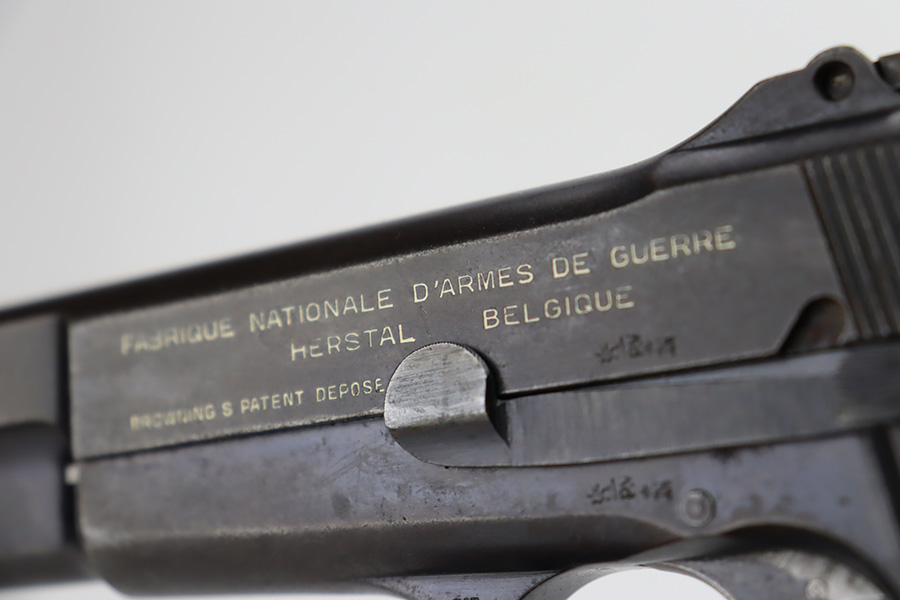 FABRIQUE NATIONALE D'ARMES DE GUERRE
HERSTAL BELGIQUE
BROWNING S PATENT DEPOSE